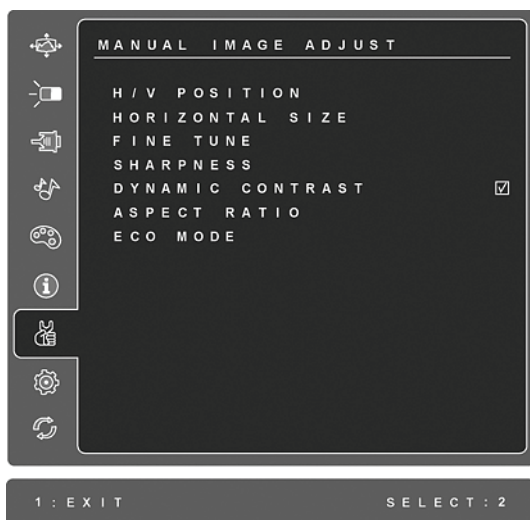 MANUAL IMAGE ADJUST
H/V POSITION
HORIZONTAL SIZE
FINE TUNE
SHARPNESS
DYNAMIC CONTRAST
ASPECT RATIO
ECO MODE
1:EXIT SELECT:2